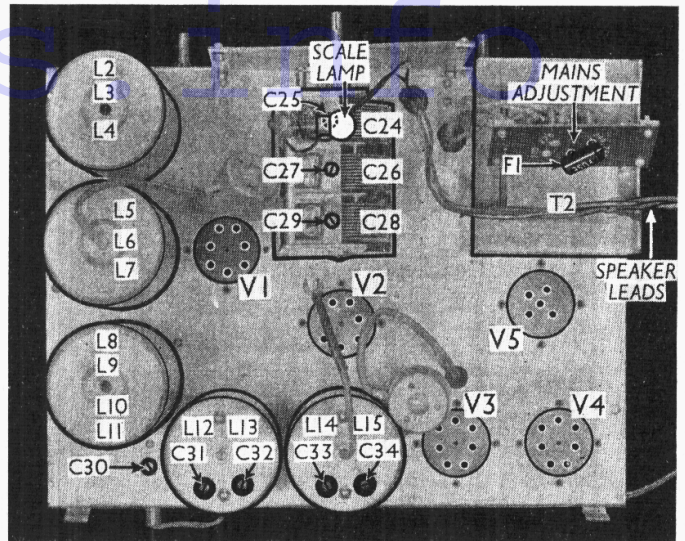 s info
L2
L3
L4
SCALE
LAMP
MAINS
ADJUSTMENT
C25
C24
F1
C27
C26
T2
C29
C28
L5
L6
L7
V1
SPEAKER
LEADS
V2
V5
L8
L9
L10
L11
L12 L13
L14 L15
V3
V4
C30
C31
C32
C33
C34